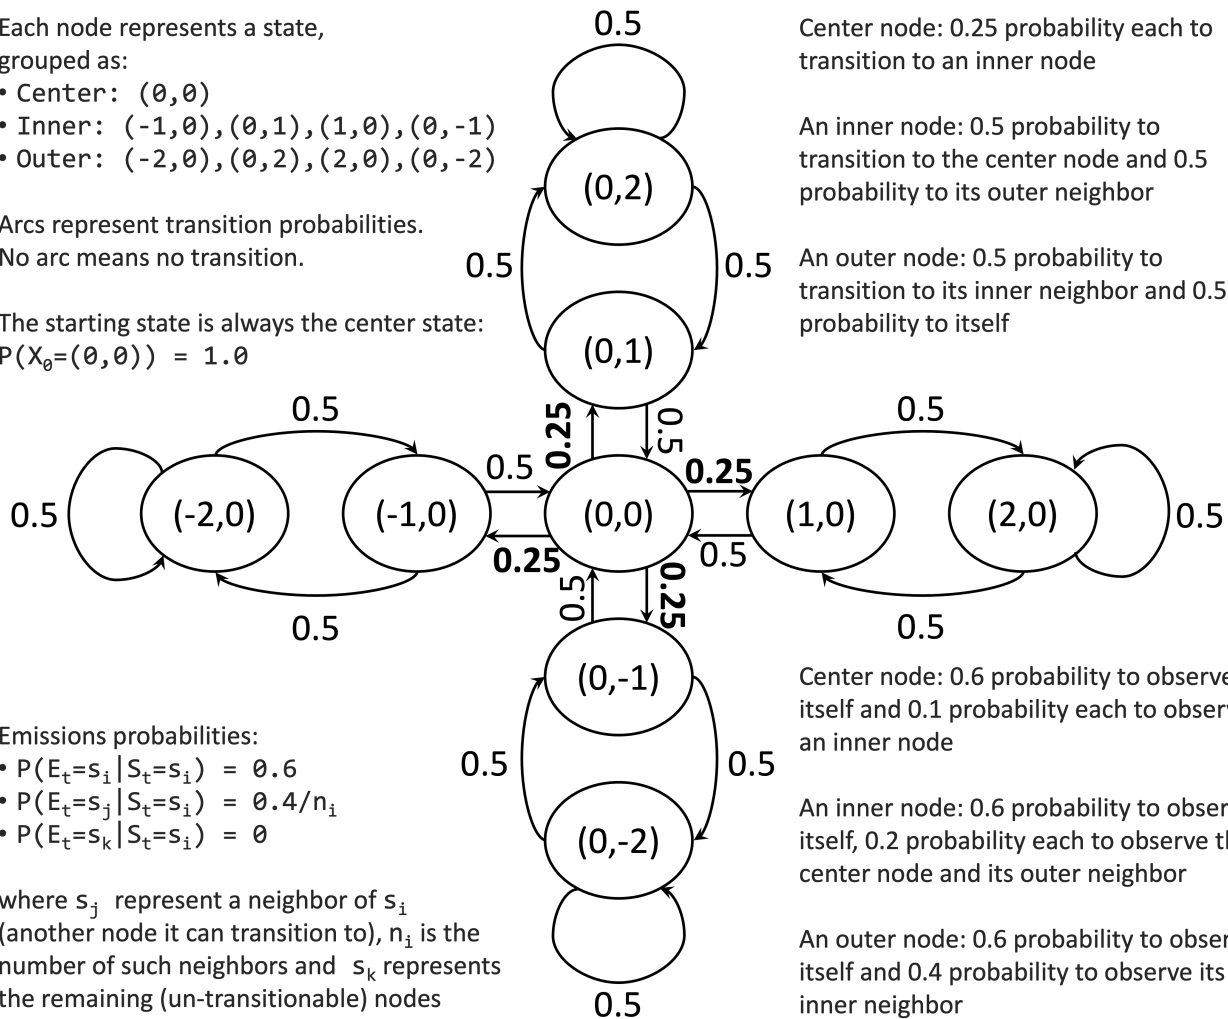 Each node represents a state,
grouped as:
• Center: (0,0)
• Inner: (-1,0),(0,1),(1,0),(0,-1)
• Outer: (-2,0),(0,2),(2,0),(0,-2)
Arcs represent transition probabilities.
No arc means no transition.
The starting state is always the center state:
P(X₀=(0,0)) = 1.0
Center node: 0.25 probability each to
transition to an inner node
An inner node: 0.5 probability to
transition to the center node and 0.5
probability to its outer neighbor
An outer node: 0.5 probability to
transition to its inner neighbor and 0.5
probability to itself
0.5
(0,2)
0.5
0.5
(0,1)
0.25
0.5
0.5
0.5
0.5
0.25
0.5
(-2,0)
(-1,0)
(0,0)
(1,0)
(2,0)
0.5
0.25
0.5
0.5
0.25
0.5
0.5
(0,-1)
0.5
0.5
(0,-2)
0.5
Emissions probabilities:
• P(Eₜ=sᵢ|Sₜ=sᵢ) = 0.6
• P(Eₜ=sⱼ|Sₜ=sᵢ) = 0.4/nᵢ
• P(Eₜ=sₖ|Sₜ=sᵢ) = 0
where sⱼ represent a neighbor of sᵢ
(another node it can transition to), nᵢ is the
number of such neighbors and sₖ represents
the remaining (un-transitionable) nodes
Center node: 0.6 probability to observe
itself and 0.1 probability each to obser
an inner node
An inner node: 0.6 probability to obser
itself, 0.2 probability each to observe t
center node and its outer neighbor
An outer node: 0.6 probability to obser
itself and 0.4 probability to observe its
inner neighbor